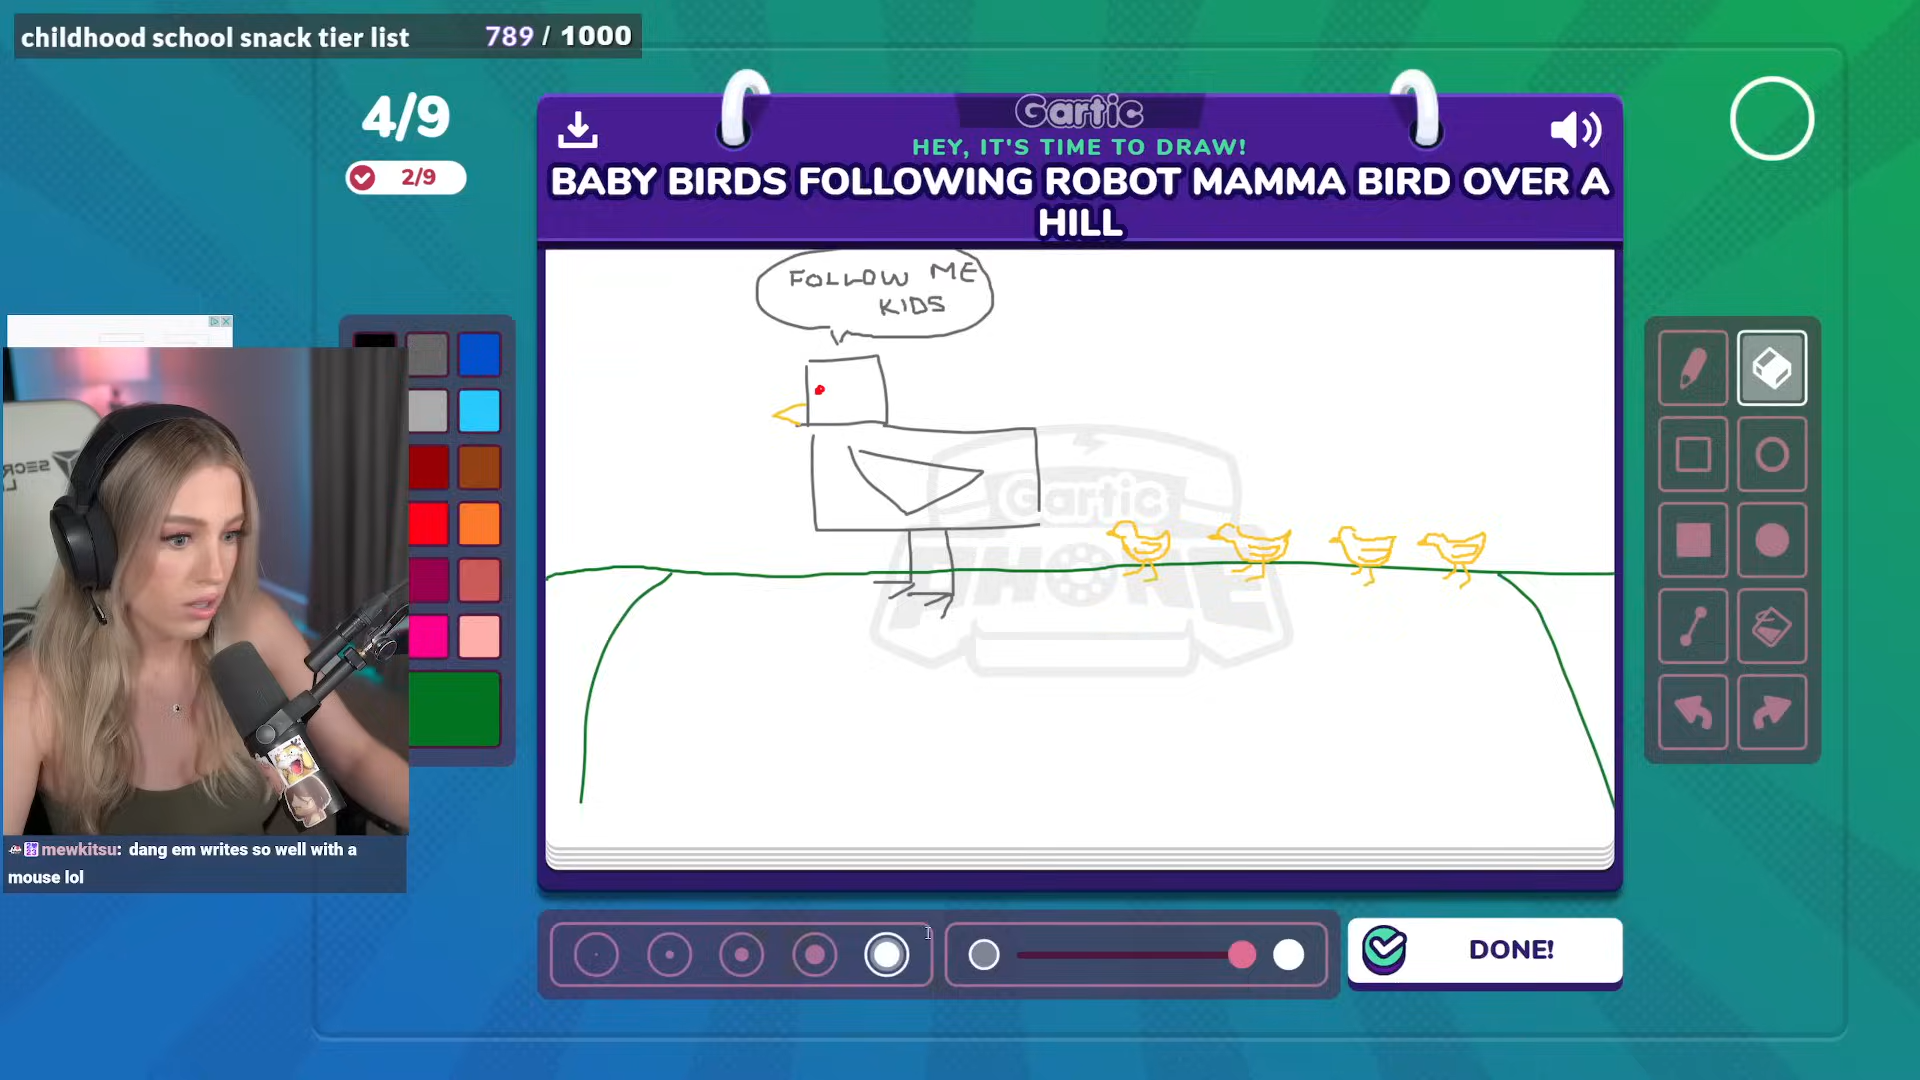 childhood school snack tier list 789 / 1000
4/9
2/9
Gartic
HEY, IT'S TIME TO DRAW!
BABY BIRDS FOLLOWING ROBOT MAMMA BIRD OVER A
HILL
FOLLOW ME
KIDS
Gartic
PHONE
SECRE
mewkitsu: dang em writes so well with a
mouse lol
DONE!